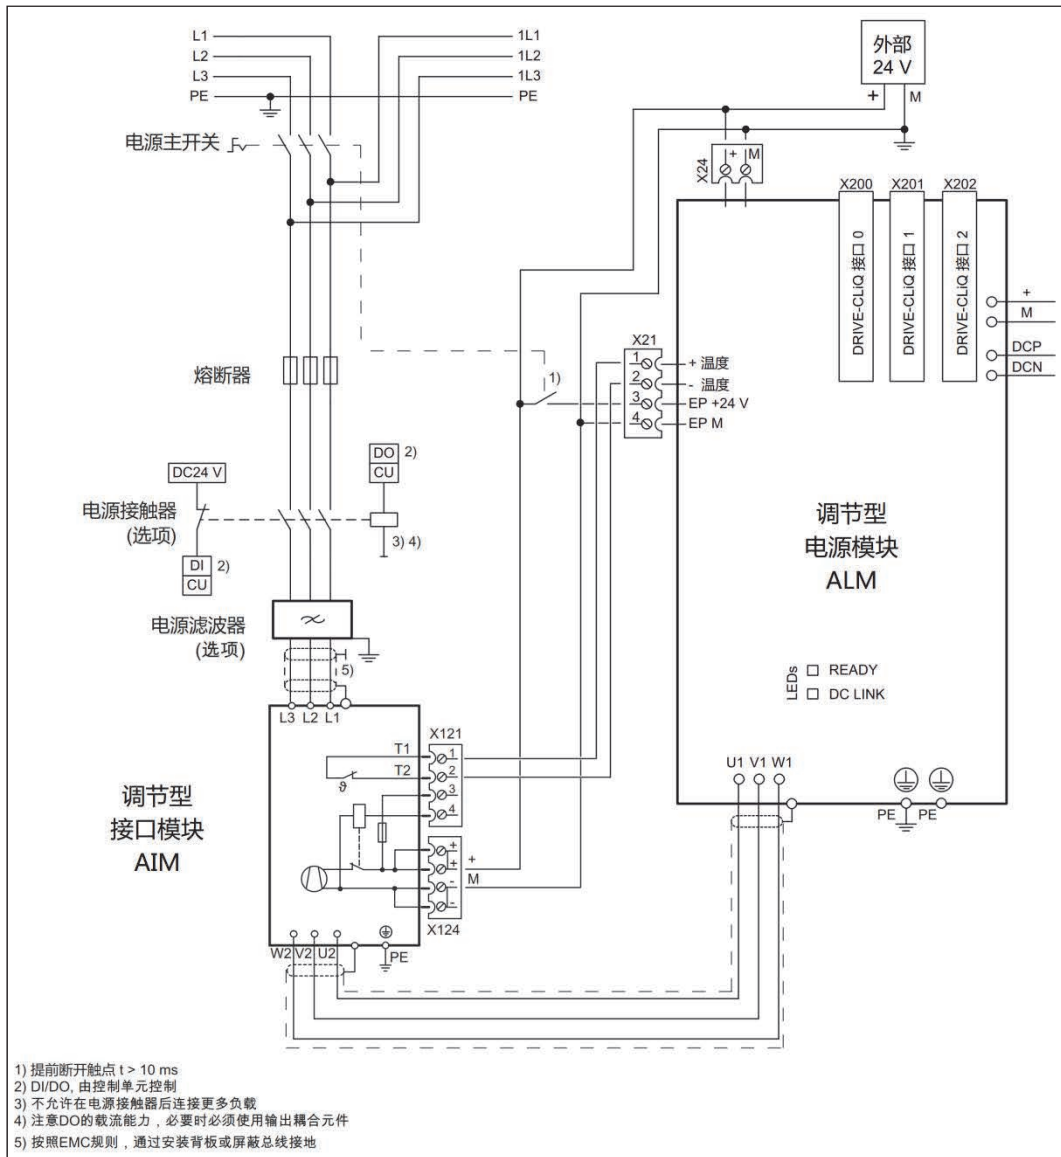 L1 1L1
L2 1L2
L3 1L3
PE PE
外部
24 V
+ M
电源主开关
X24
+ M
X200 X201 X202
DRIVE-CLiQ 接口 0
DRIVE-CLiQ 接口 1
DRIVE-CLiQ 接口 2
+
M
DCP
DCN
X21
1 + 温度
2 - 温度
3 EP +24 V
4 EP M
1)
熔断器
DC24 V
DO 2)
CU
电源接触器
(选项)
3) 4)
DI 2)
CU
调节型
电源模块
ALM
电源滤波器
(选项)
5)
LEDs
READY
DC LINK
L3 L2 L1
X121
T1 1
T2 2
3
4
ϑ
U1 V1 W1
PE PE
调节型
接口模块
AIM
+
+ +
- M
-
X124
W2 V2 U2
PE
1) 提前断开触点 t > 10 ms
2) DI/DO, 由控制单元控制
3) 不允许在电源接触器后连接更多负载
4) 注意DO的载流能力，必要时必须使用输出耦合元件
5) 按照EMC规则，通过安装背板或屏蔽总线接地